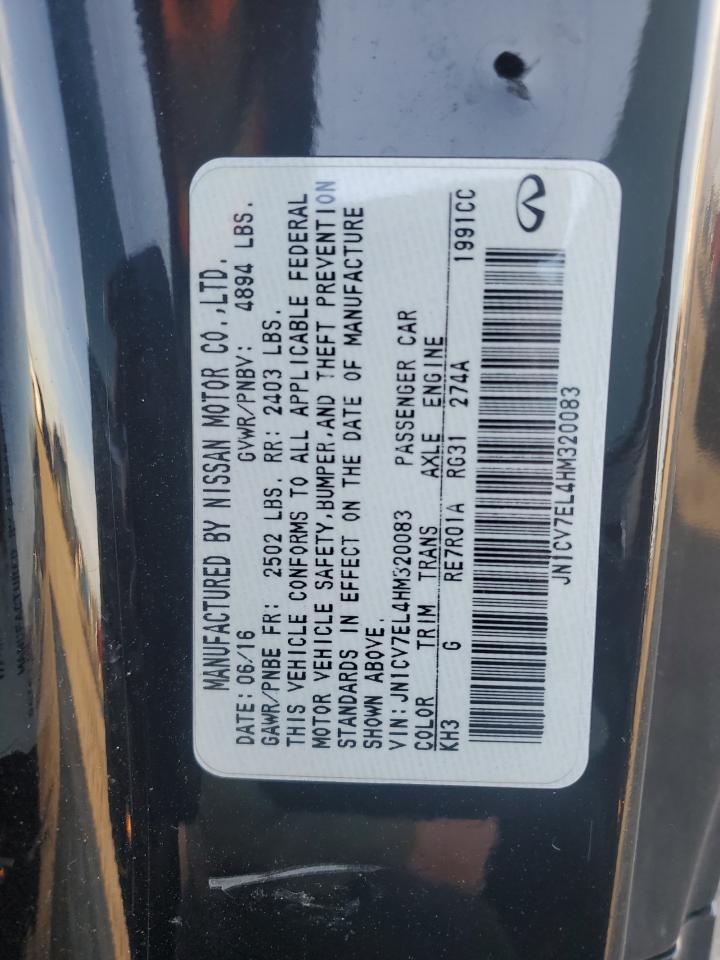 MANUFACTURED BY NISSAN MOTOR CO.,LTD.
DATE: 06/16 GVWR/PNBV: 4894 LBS.
GAWR/PNBE FR: 2502 LBS. RR: 2403 LBS.
THIS VEHICLE CONFORMS TO ALL APPLICABLE FEDERAL
MOTOR VEHICLE SAFETY,BUMPER,AND THEFT PREVENTION
STANDARDS IN EFFECT ON THE DATE OF MANUFACTURE
SHOWN ABOVE.
VIN:JN1CV7EL4HM320083 PASSENGER CAR
COLOR TRIM TRANS AXLE ENGINE
KH3 G RE7R01A RG31 274A 1991CC
JN1CV7EL4HM320083